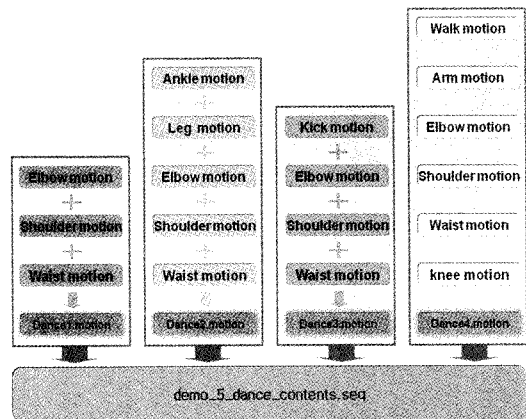 Elbow motion
+
Shoulder motion
+
Waist motion
Dance1.motion
Ankle motion
+
Leg motion
+
Elbow motion
+
Shoulder motion
+
Waist motion
Dance2.motion
Kick motion
+
Elbow motion
+
Shoulder motion
+
Waist motion
Dance3.motion
Walk motion
Arm motion
Elbow motion
Shoulder motion
Waist motion
knee motion
Dance4.motion
demo_5_dance_contents.seq